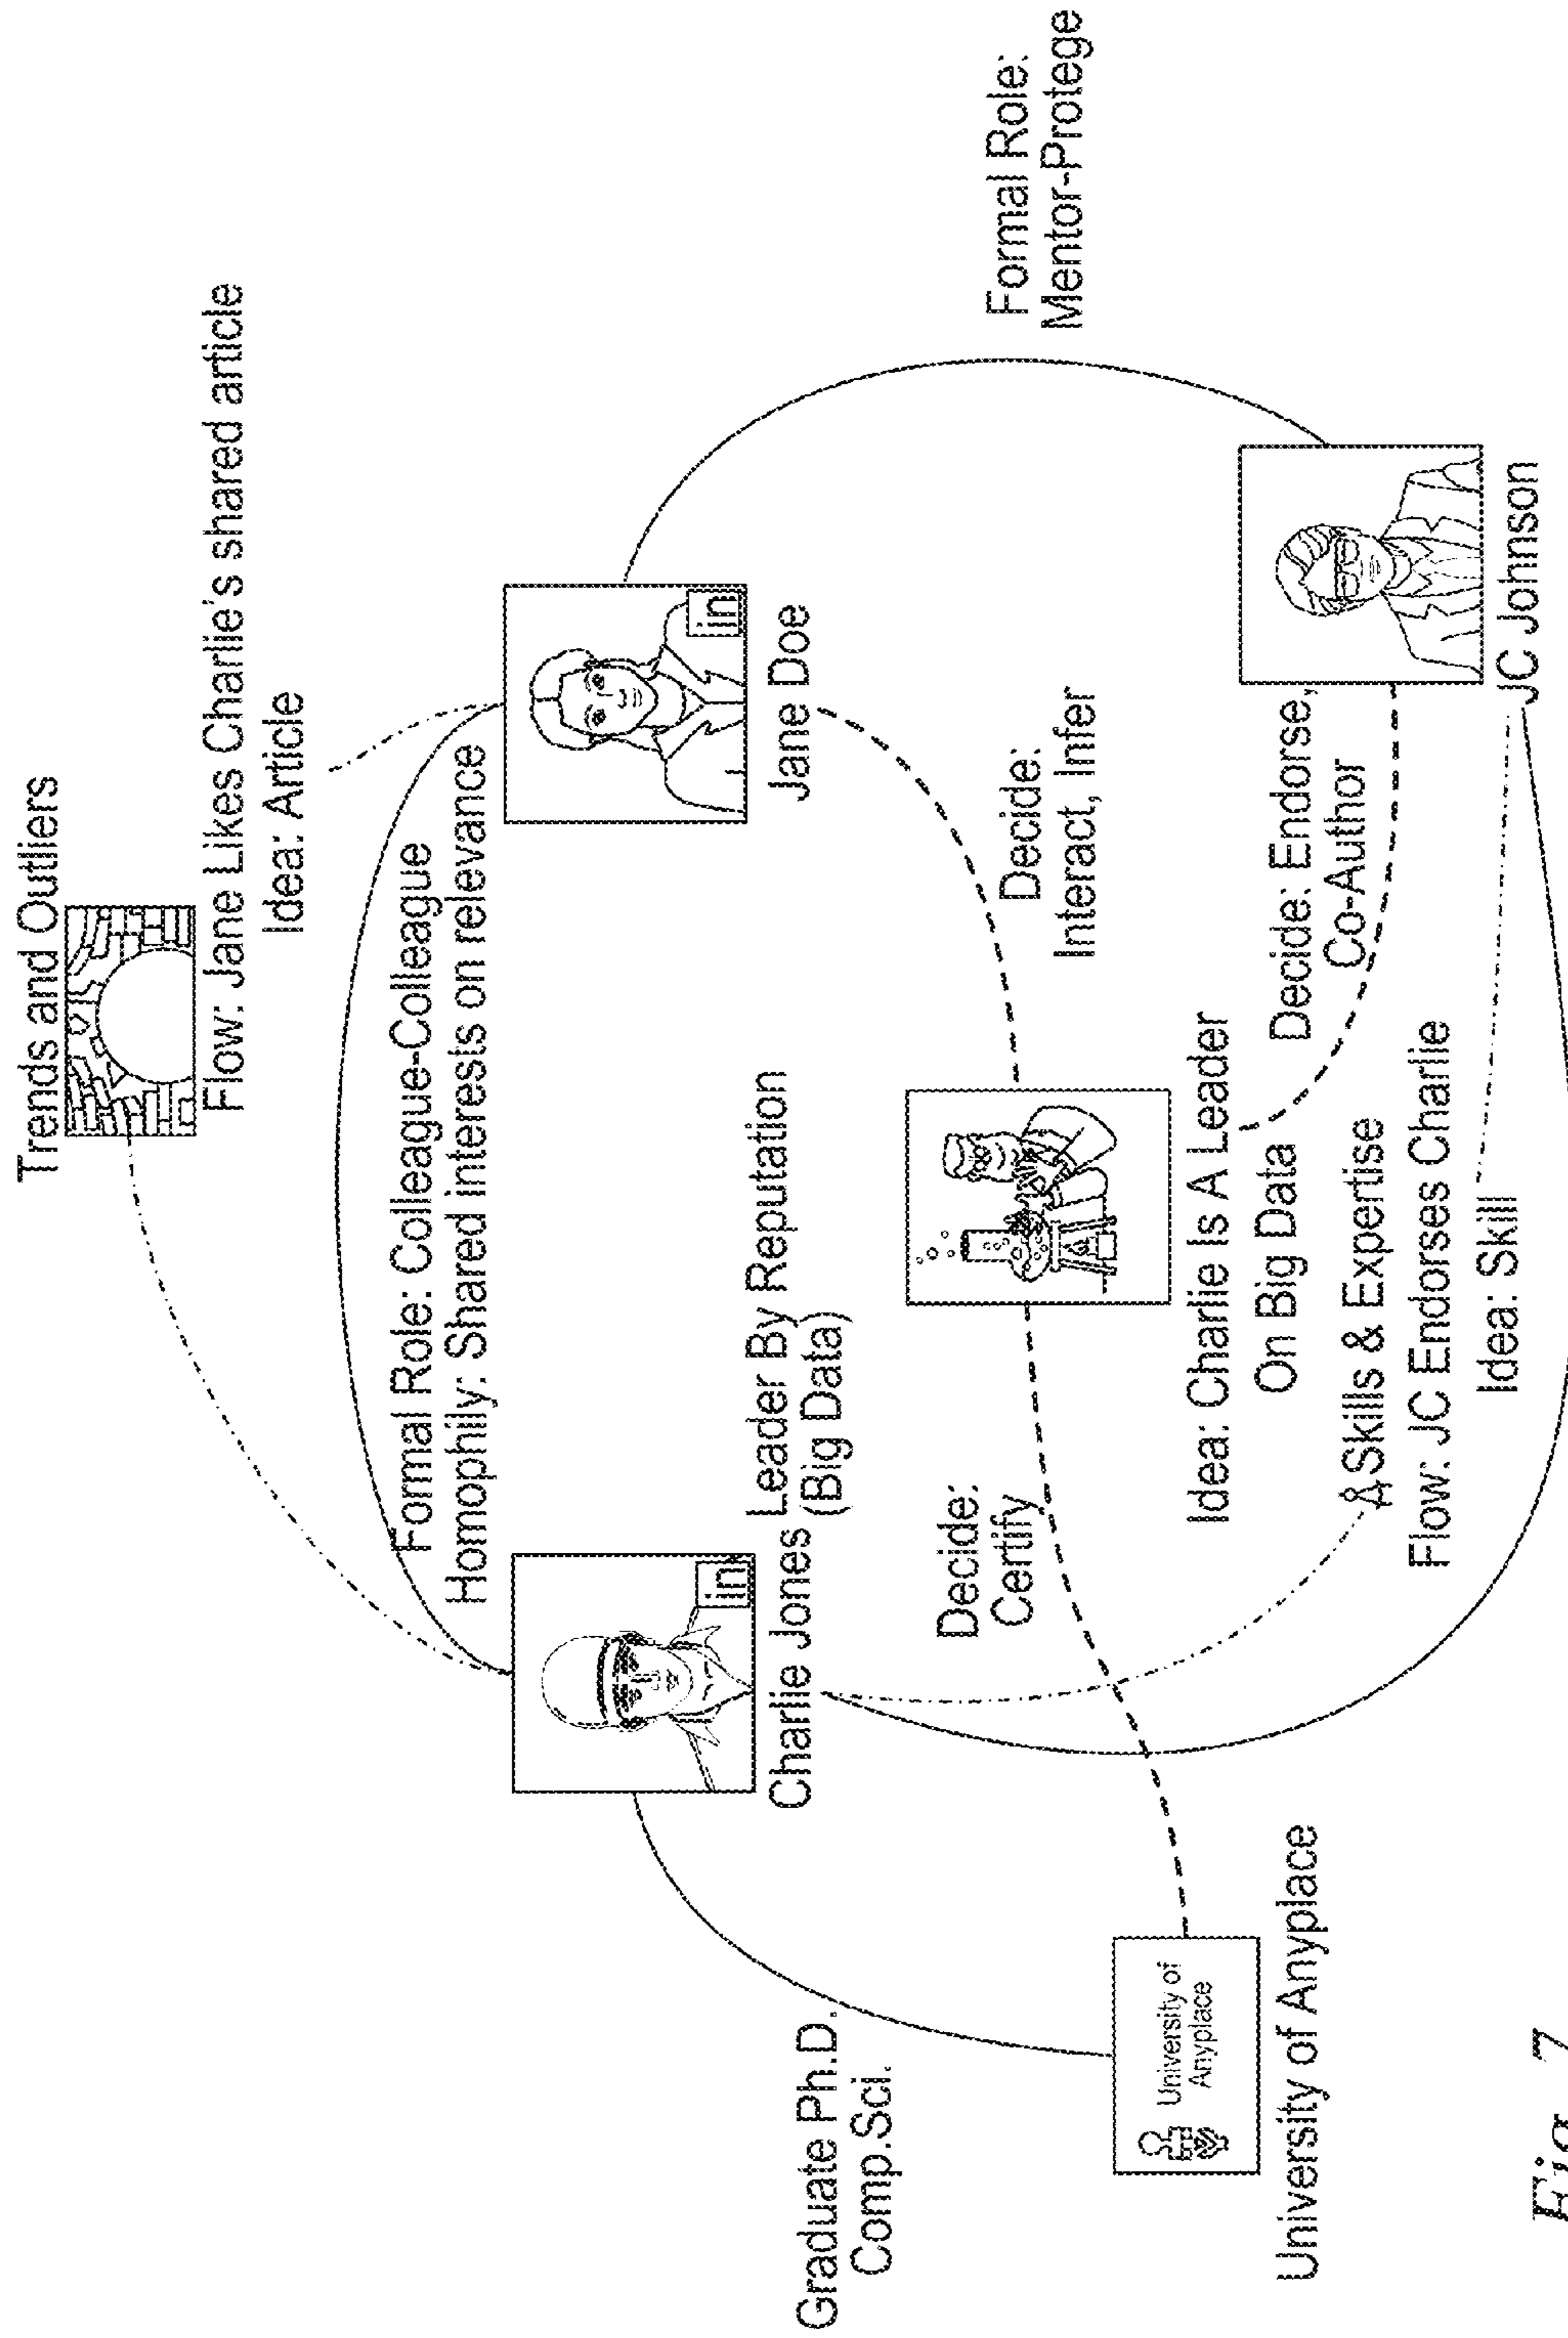 Trends and Outliers
Flow: Jane Likes Charlie's shared article
Idea: Article
Formal Role: Colleague-Colleague
Homophily: Shared interests on relevance
in
Charlie Jones
Leader By Reputation
(Big Data)
in
Jane Doe
Graduate Ph.D.
Comp.Sci.
Decide:
Certify
Decide:
Interact, Infer
Formal Role:
Mentor-Protege
University of
Anyplace
University of Anyplace
Idea: Charlie Is A Leader
On Big Data
Decide: Endorse,
Co-Author
Skills & Expertise
Flow: JC Endorses Charlie
Idea: Skill
JC Johnson
Fig. 7